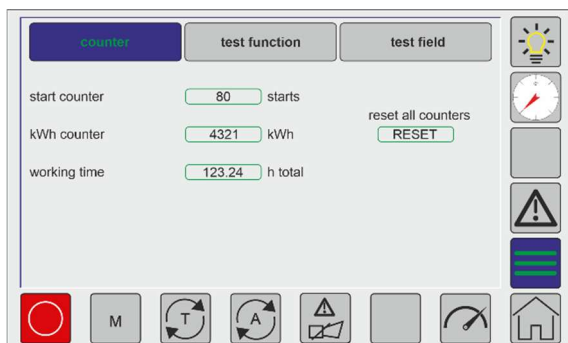 counter test function test field
start counter 80 starts
reset all counters
kWh counter 4321 kWh RESET
working time 123.24 h total
M T A